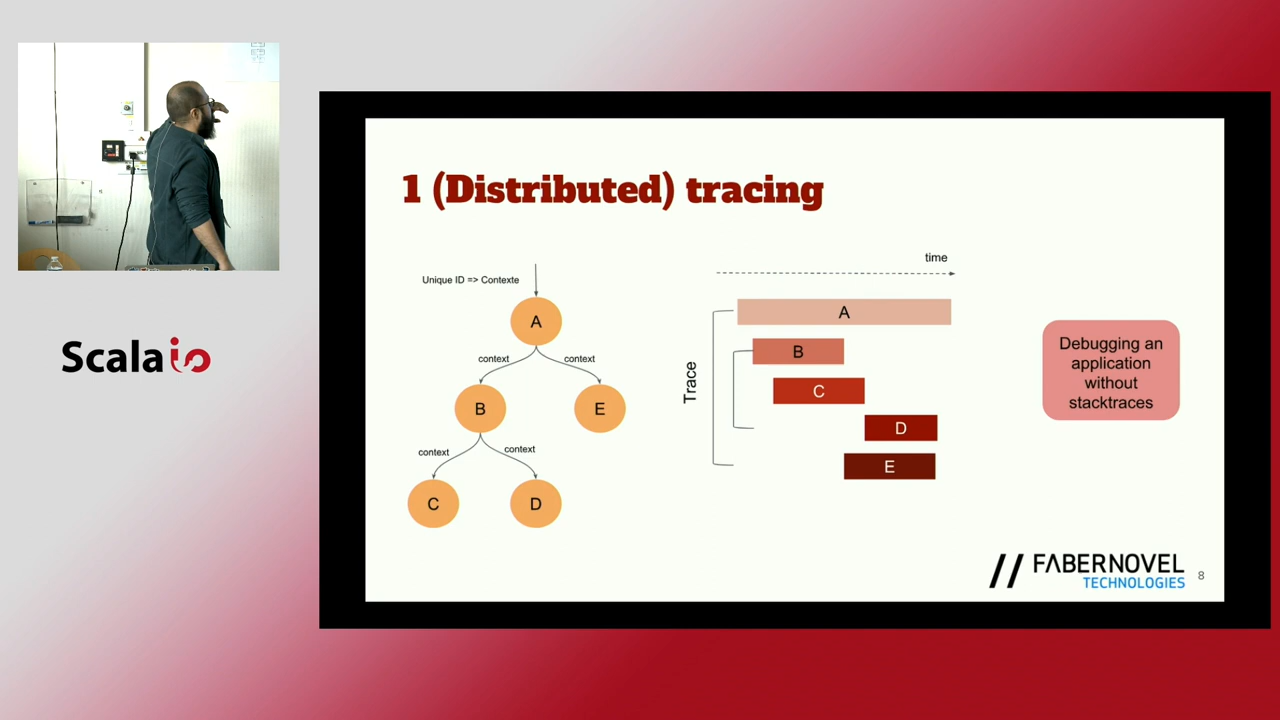 Scala io
1 (Distributed) tracing
Unique ID => Contexte
A
context
context
B
E
context
context
C
D
time
Trace
A
B
C
D
E
Debugging an
application
without
stacktraces
// FABERNOVEL
TECHNOLOGIES
8